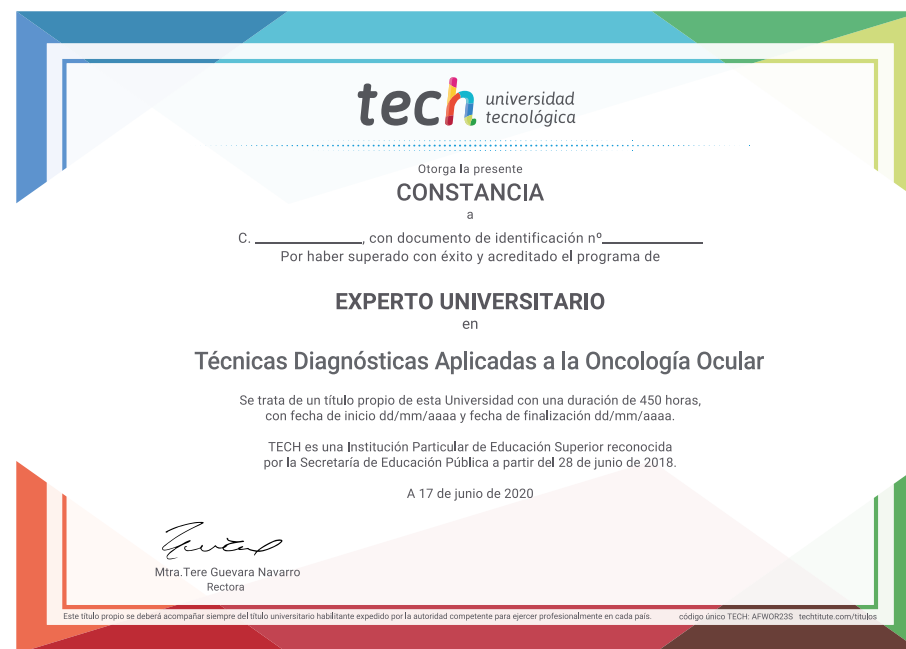 tech universidad
tecnológica
Otorga la presente
CONSTANCIA
a
C. ____________, con documento de identificación nº____________
Por haber superado con éxito y acreditado el programa de
EXPERTO UNIVERSITARIO
en
Técnicas Diagnósticas Aplicadas a la Oncología Ocular
Se trata de un título propio de esta Universidad con una duración de 450 horas,
con fecha de inicio dd/mm/aaaa y fecha de finalización dd/mm/aaaa.
TECH es una Institución Particular de Educación Superior reconocida
por la Secretaría de Educación Pública a partir del 28 de junio de 2018.
A 17 de junio de 2020
Mtra.Tere Guevara Navarro
Rectora
Este título propio se deberá acompañar siempre del título universitario habilitante expedido por la autoridad competente para ejercer profesionalmente en cada país. código único TECH: AFWOR23S techtitute.com/titulos